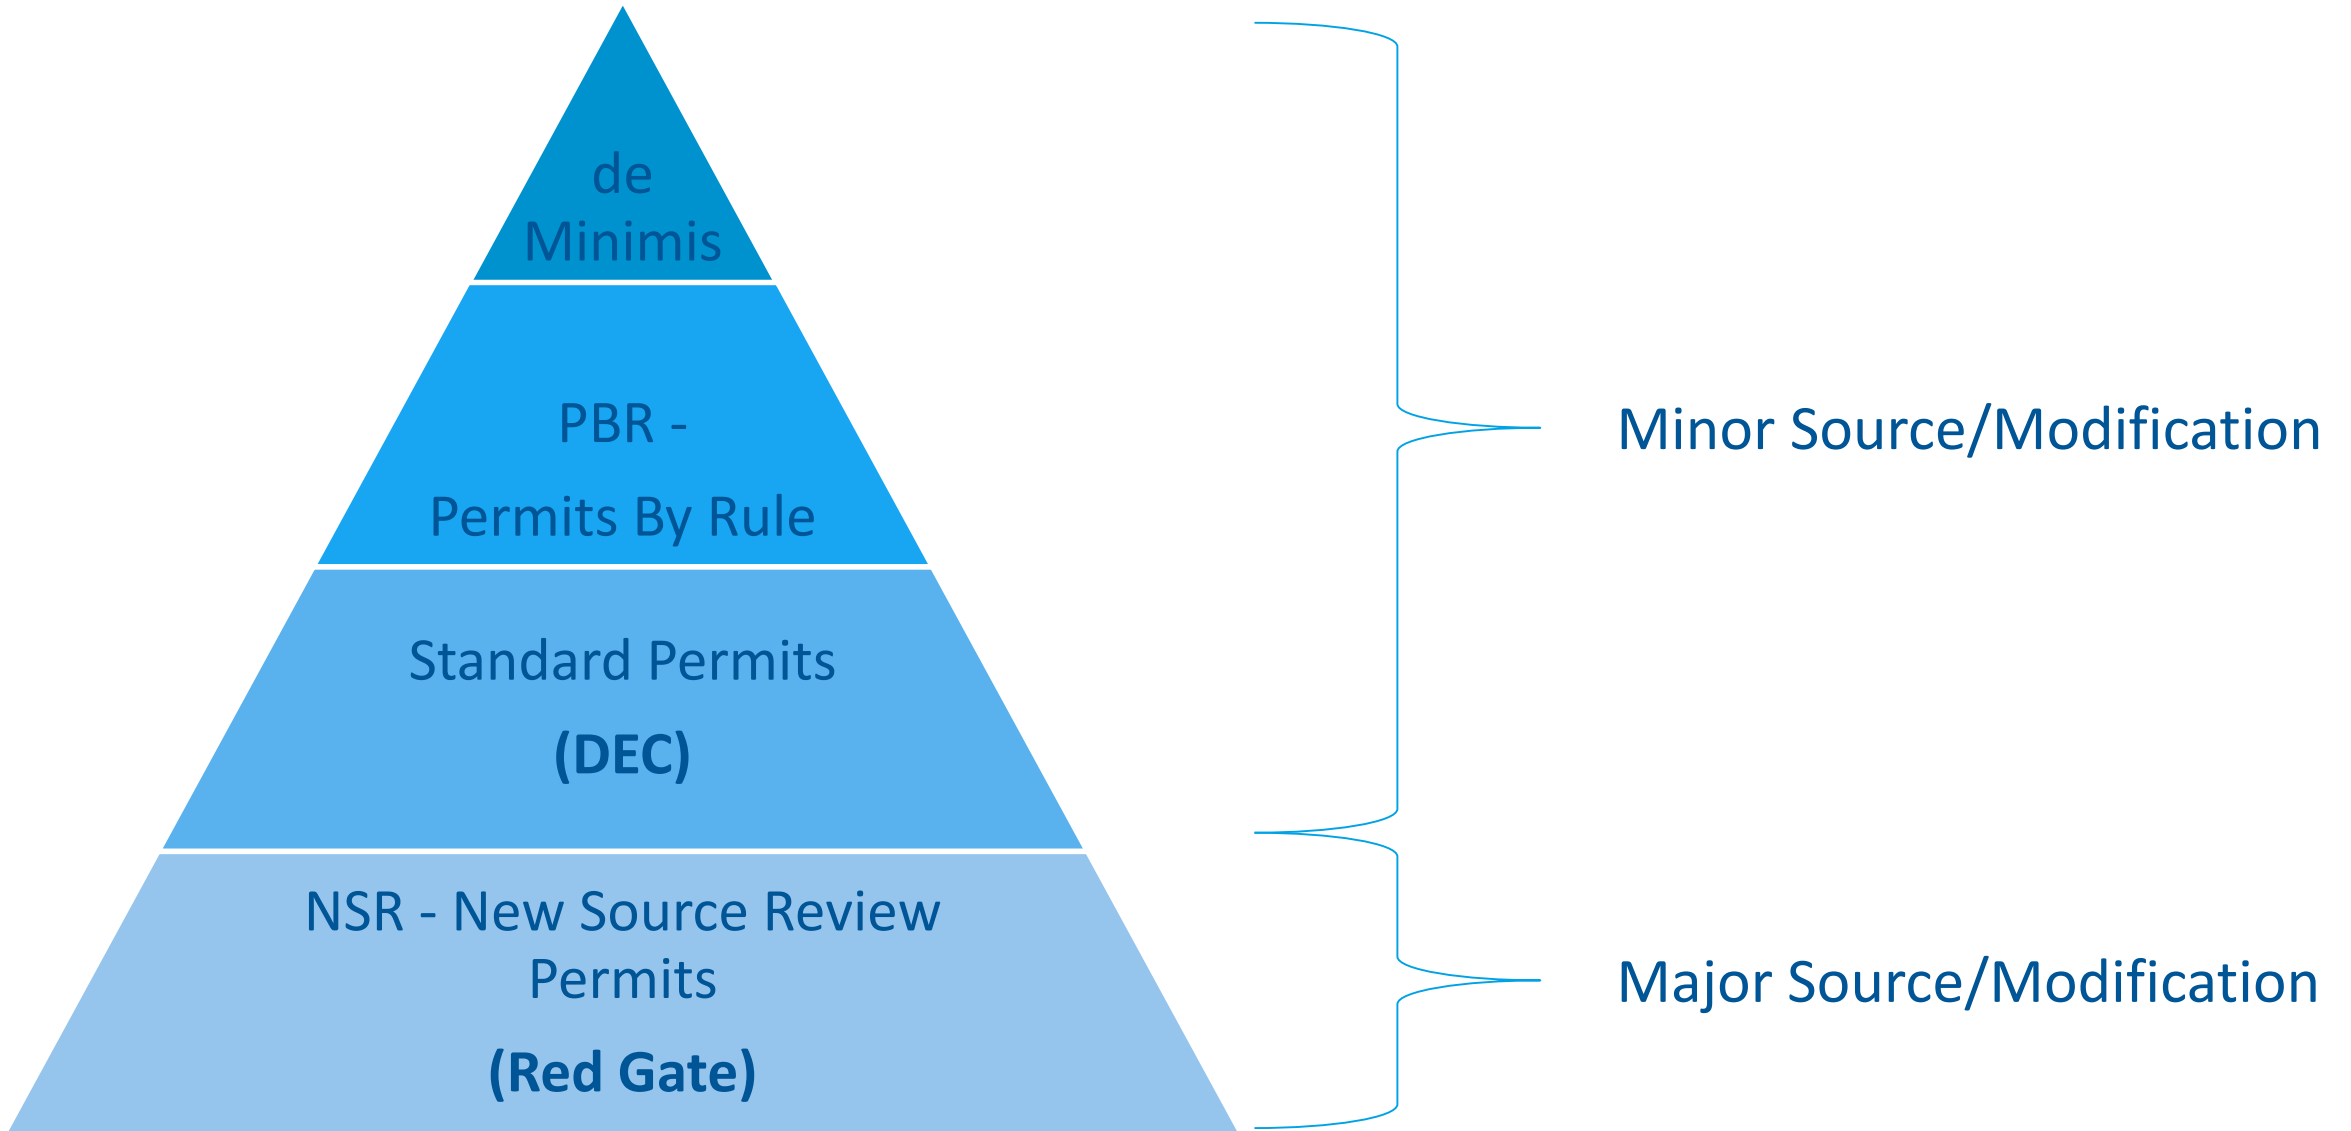 de
Minimis
PBR -
Permits By Rule
Standard Permits
(DEC)
NSR - New Source Review
Permits
(Red Gate)
Minor Source/Modification
Major Source/Modification